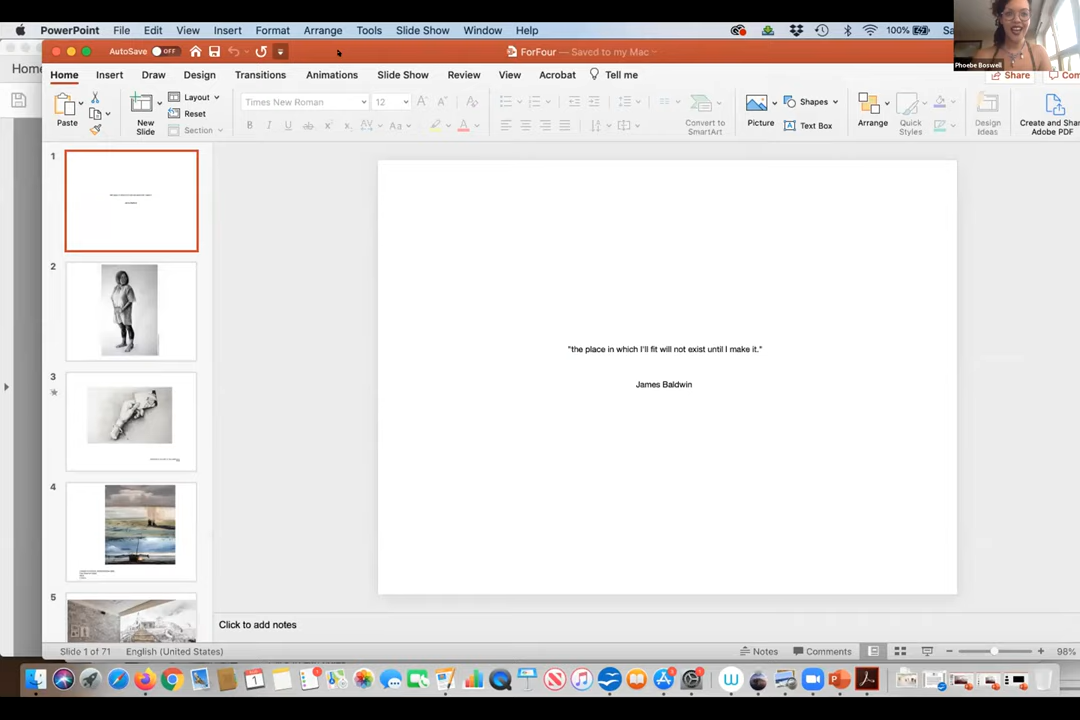 PowerPoint File Edit View Insert Format Arrange Tools Slide Show Window Help 100% Sa
AutoSave OFF ForFour — Saved to my Mac
Phoebe Boswell
Home
Home Insert Draw Design Transitions Animations Slide Show Review View Acrobat Tell me Share Com
Paste New Slide Layout Reset Section Times New Roman 12 Convert to SmartArt Picture Shapes Text Box Arrange Quick Styles Design Ideas Create and Share Adobe PDF
1
2
3
4
5
"the place in which I'll fit will not exist until I make it."
James Baldwin
Click to add notes
Slide 1 of 71 English (United States) Notes Comments 98%